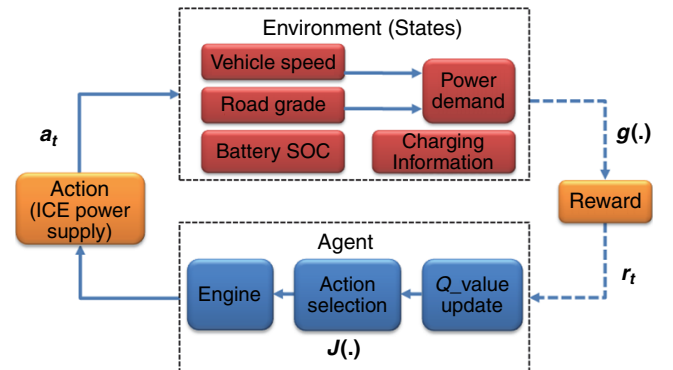 Environment (States)
Vehicle speed
Road grade
Power
demand
Battery SOC
Charging
Information
a_t
g(.)
Action
(ICE power
supply)
Reward
r_t
Agent
Engine
Action
selection
Q_value
update
J(.)